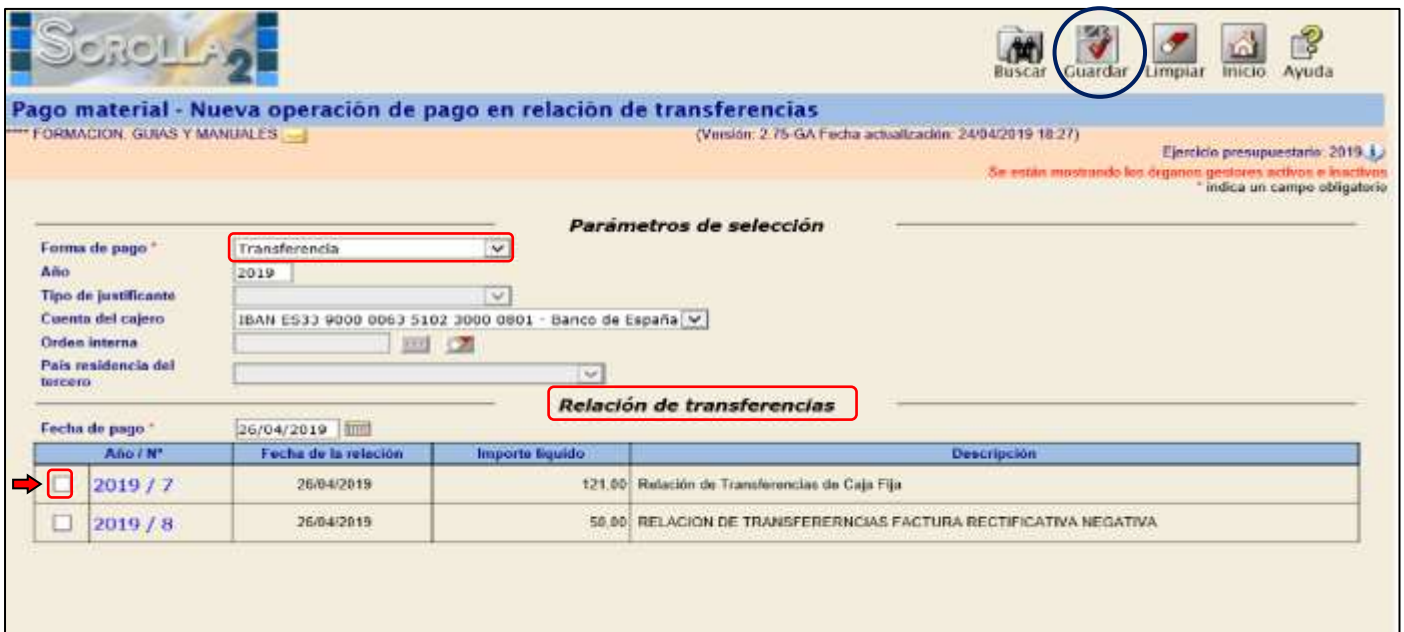 SOROLLA2
Buscar Guardar Limpiar Inicio Ayuda
Pago material - Nueva operación de pago en relación de transferencias
**** FORMACION, GUIAS Y MANUALES
(Versión: 2.75-GA Fecha actualización: 24/04/2019 18:27)
Ejercicio presupuestario: 2019
Se están mostrando los órganos gestores activos e inactivos
* indica un campo obligatorio
Parámetros de selección
Forma de pago * Transferencia
Año 2019
Tipo de justificante
Cuenta del cajero IBAN ES33 9000 0063 5102 3000 0801 - Banco de España
Orden interna
País residencia del
tercero
Relación de transferencias
Fecha de pago * 26/04/2019
Año / Nº Fecha de la relación Importe líquido Descripción
2019 / 7 26/04/2019 121,00 Relación de Transferencias de Caja Fija
2019 / 8 26/04/2019 50,00 RELACION DE TRANSFERERNCIAS FACTURA RECTIFICATIVA NEGATIVA